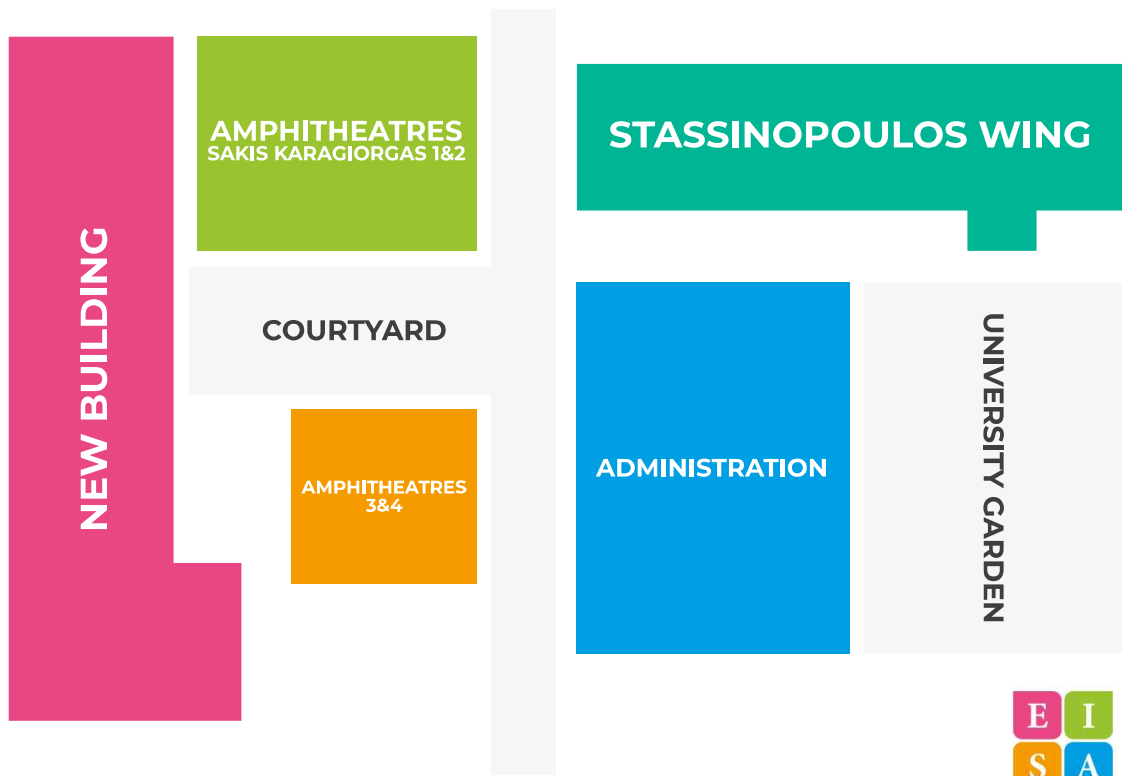 AMPHITHEATRES
SAKIS KARAGIORGAS 1&2
STASSINOPOULOS WING
NEW BUILDING
COURTYARD
UNIVERSITY GARDEN
ADMINISTRATION
AMPHITHEATRES
3&4
E I
S A